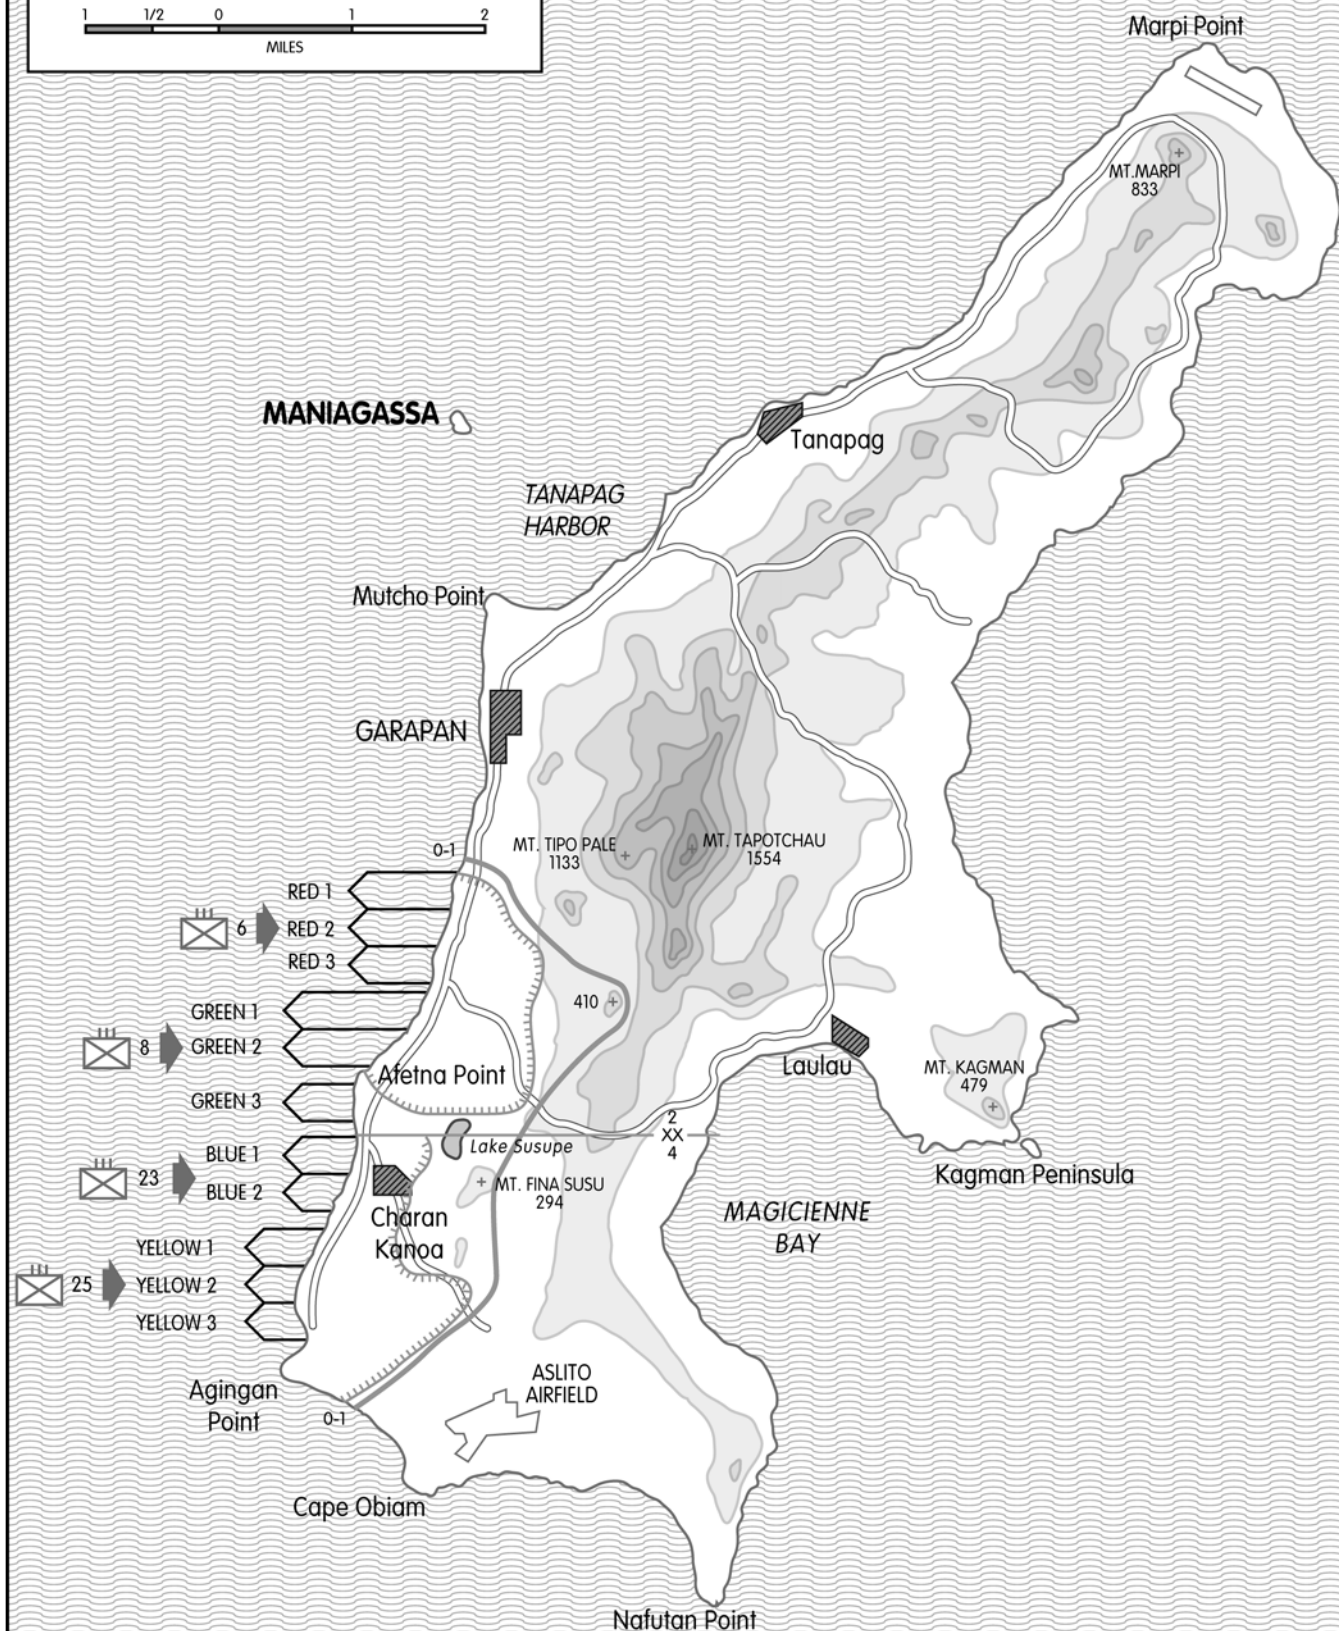 1 1/2 0 1 2
MILES
Marpi Point
MT.MARPI
833
MANIAGASSA
Tanapag
TANAPAG
HARBOR
Mutcho Point
GARAPAN
MT. TIPO PALE
1133
MT. TAPOTCHAU
1554
0-1
RED 1
6
RED 2
RED 3
410
GREEN 1
8
GREEN 2
GREEN 3
Afetna Point
Laulau
MT. KAGMAN
479
2
XX
4
Lake Susupe
BLUE 1
23
BLUE 2
MT. FINA SUSU
294
Kagman Peninsula
Charan
Kanoa
MAGICIENNE
BAY
YELLOW 1
25
YELLOW 2
YELLOW 3
Agingan
Point
0-1
ASLITO
AIRFIELD
Cape Obiam
Nafutan Point